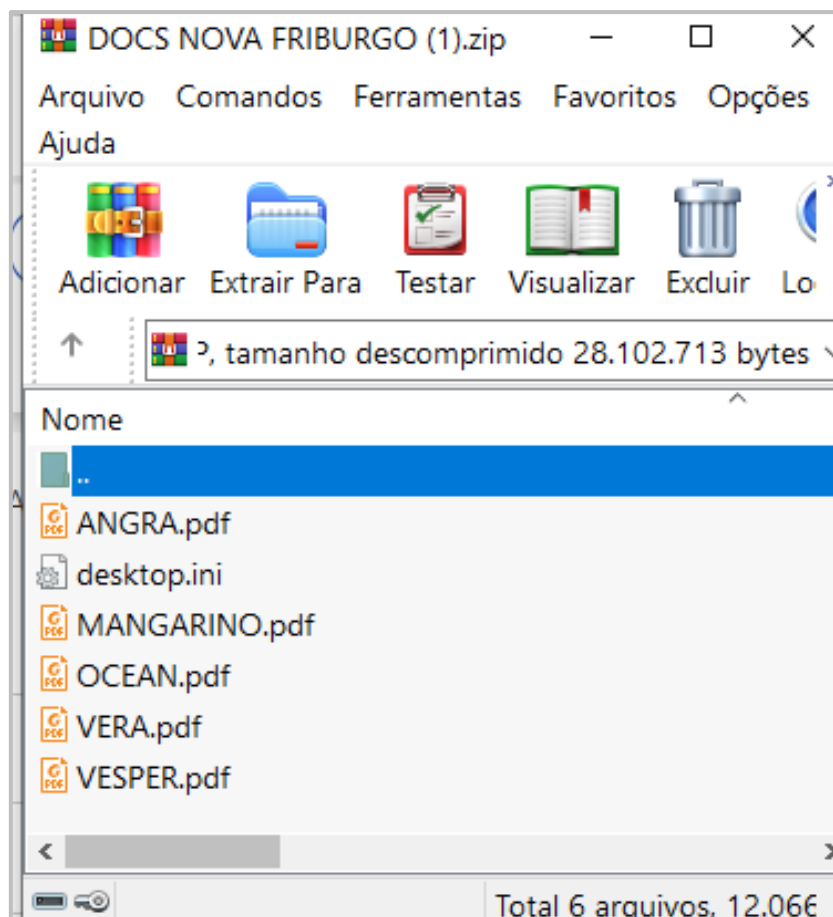 DOCS NOVA FRIBURGO (1).zip
Arquivo Comandos Ferramentas Favoritos Opções
Ajuda
Adicionar Extrair Para Testar Visualizar Excluir
, tamanho descomprimido 28.102.713 bytes
Nome
..
ANGRA.pdf
desktop.ini
MANGARINO.pdf
OCEAN.pdf
VERA.pdf
VESPER.pdf
Total 6 arquivos,